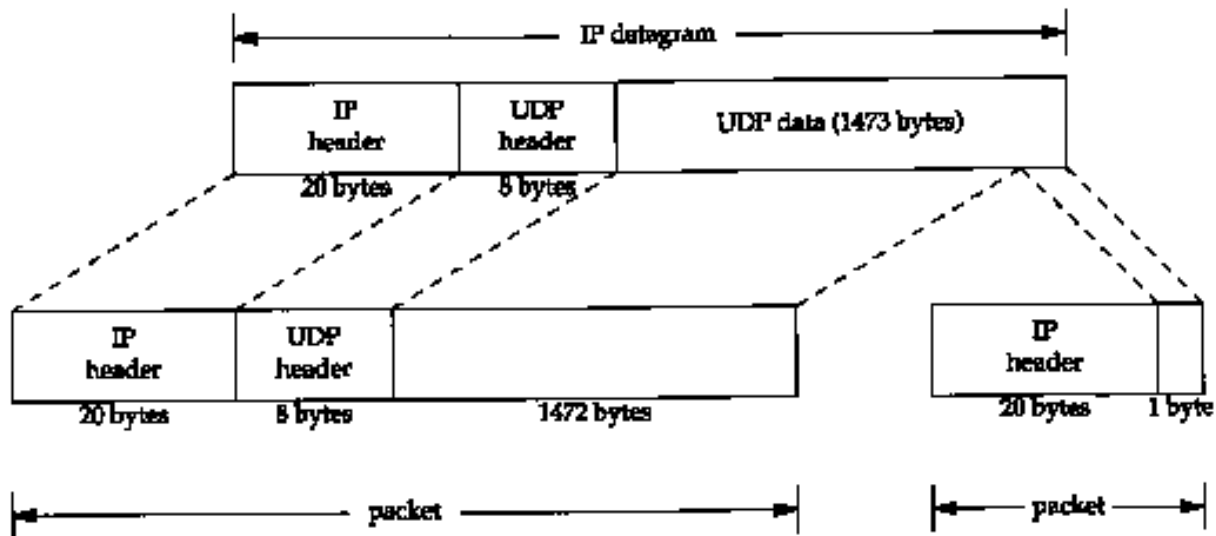 IP datagram
IP
header
UDP
header
UDP data (1473 bytes)
20 bytes
8 bytes
IP
header
UDP
header
IP
header
20 bytes
8 bytes
1472 bytes
20 bytes
1 byte
packet
packet